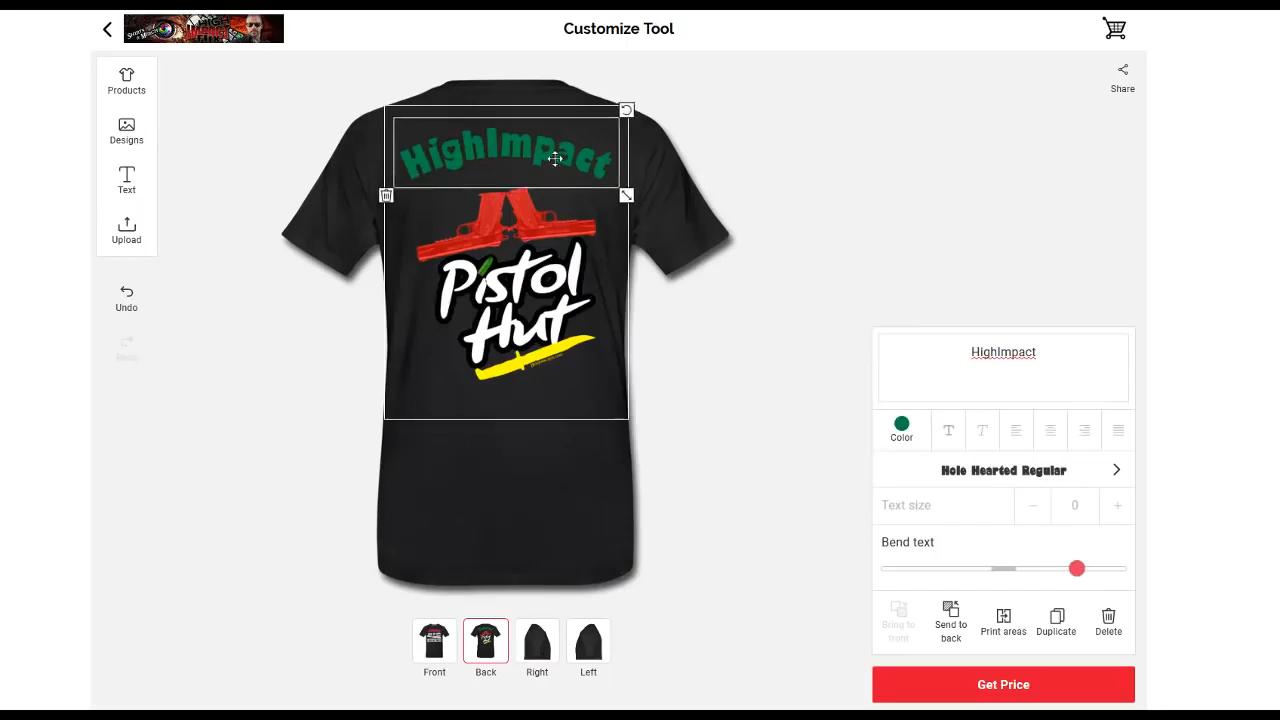 Customize Tool
Share
Products
Designs
Text
Upload
Undo
Redo
HighImpact
Pistol
Hut
HighImpact
Color
Hole Hearted Regular
Text size
0
Bend text
Bring to front
Send to back
Print areas
Duplicate
Delete
Get Price
Front
Back
Right
Left